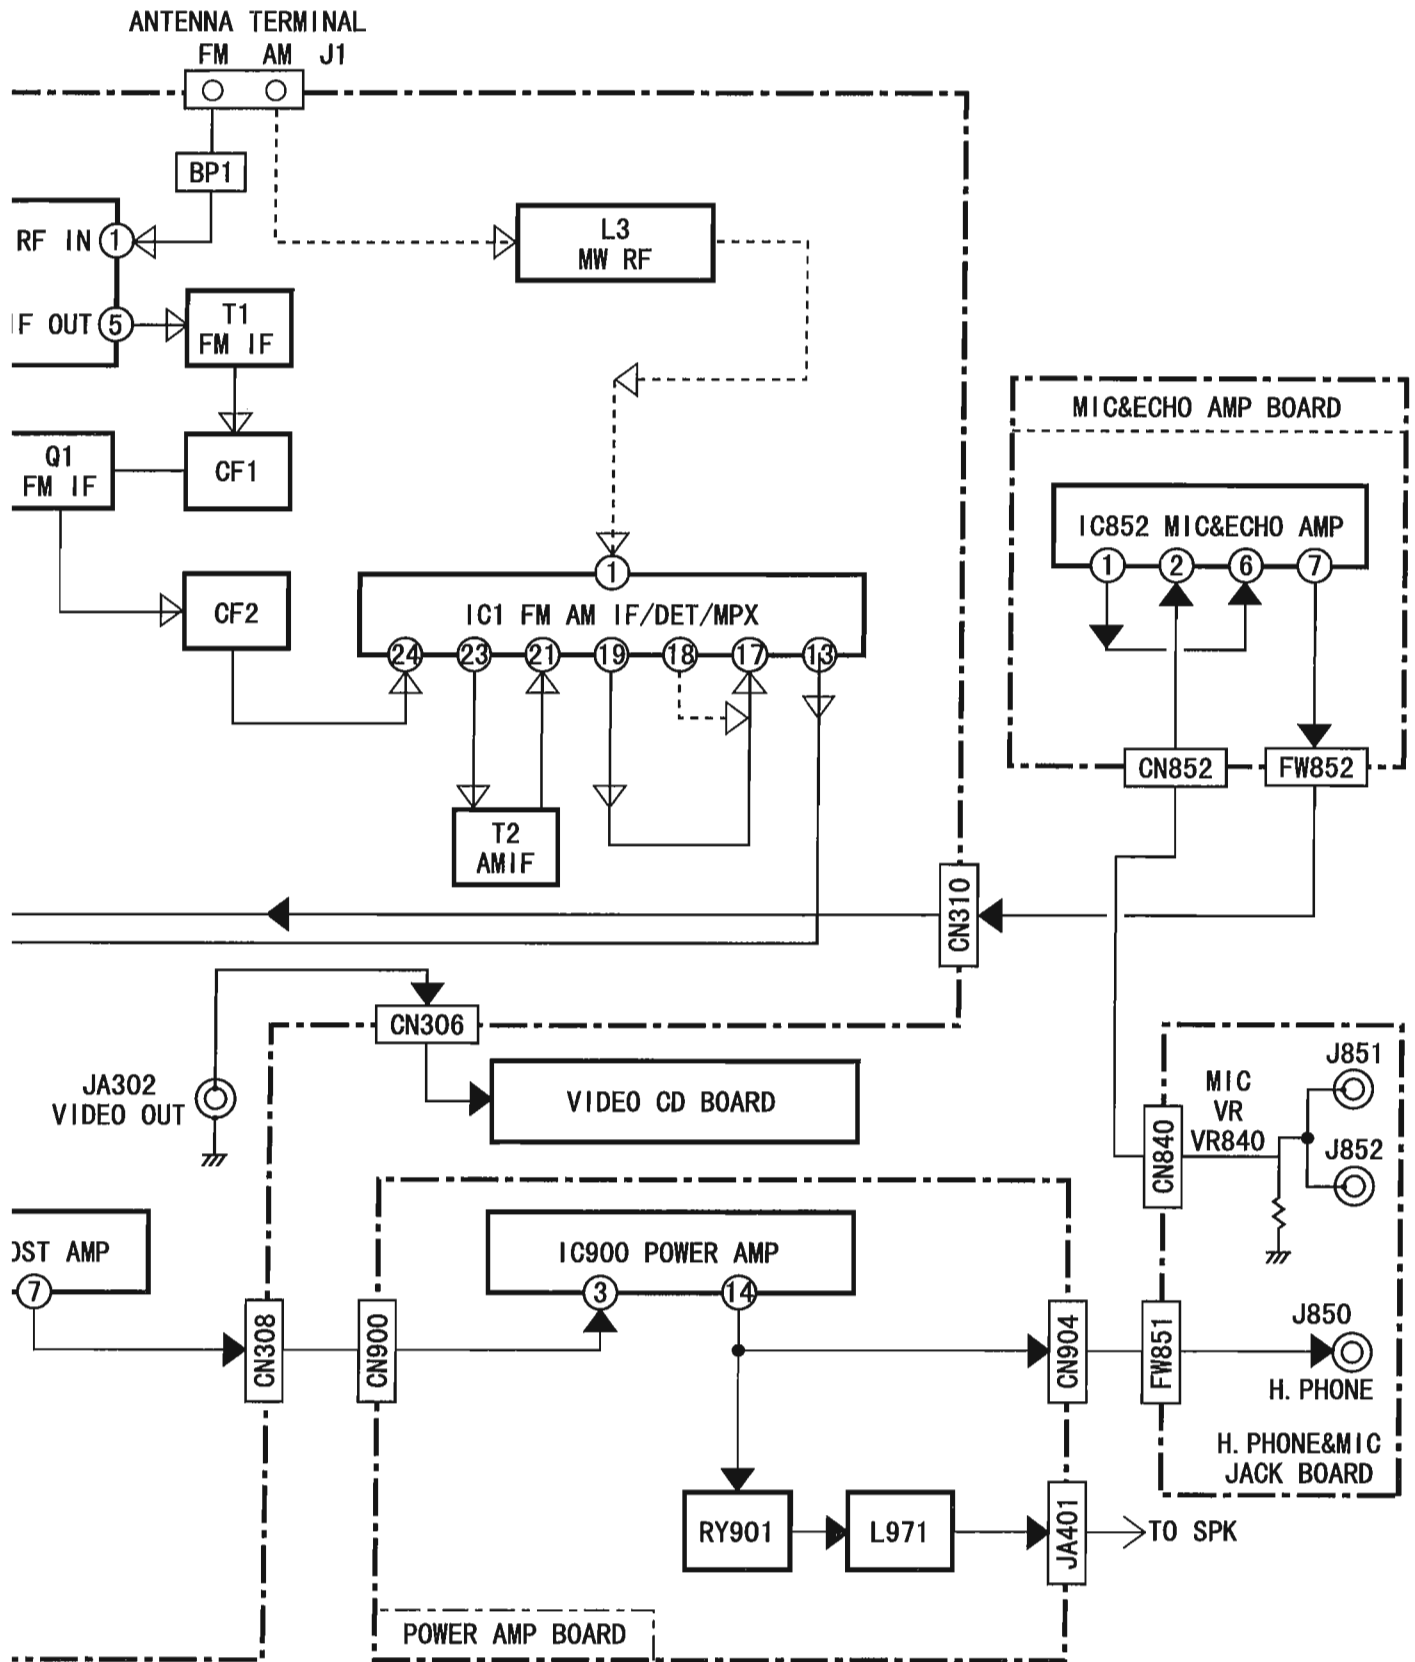 ANTENNA TERMINAL
FM AM J1
BP1
RF IN 1
L3
MW RF
IF OUT 5
T1
FM IF
MIC&ECHO AMP BOARD
Q1
FM IF
CF1
IC852 MIC&ECHO AMP
1 2 6 7
1
CF2
IC1 FM AM IF/DET/MPX
24 23 21 19 18 17 13
CN852
FW852
T2
AMIF
CN310
CN306
JA302
VIDEO OUT
VIDEO CD BOARD
J851
MIC
VR
VR840
CN840
J852
OST AMP
7
IC900 POWER AMP
3 14
CN308
CN900
CN904
FW851
J850
H.PHONE
H.PHONE&MIC
JACK BOARD
RY901
L971
JA401
TO SPK
POWER AMP BOARD